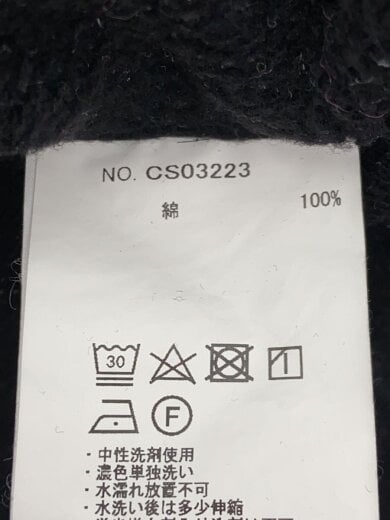 NO. CS03223
綿 100%
30
F
・中性洗剤使用
・濃色単独洗い
・水濡れ放置不可
・水洗い後は多少伸縮